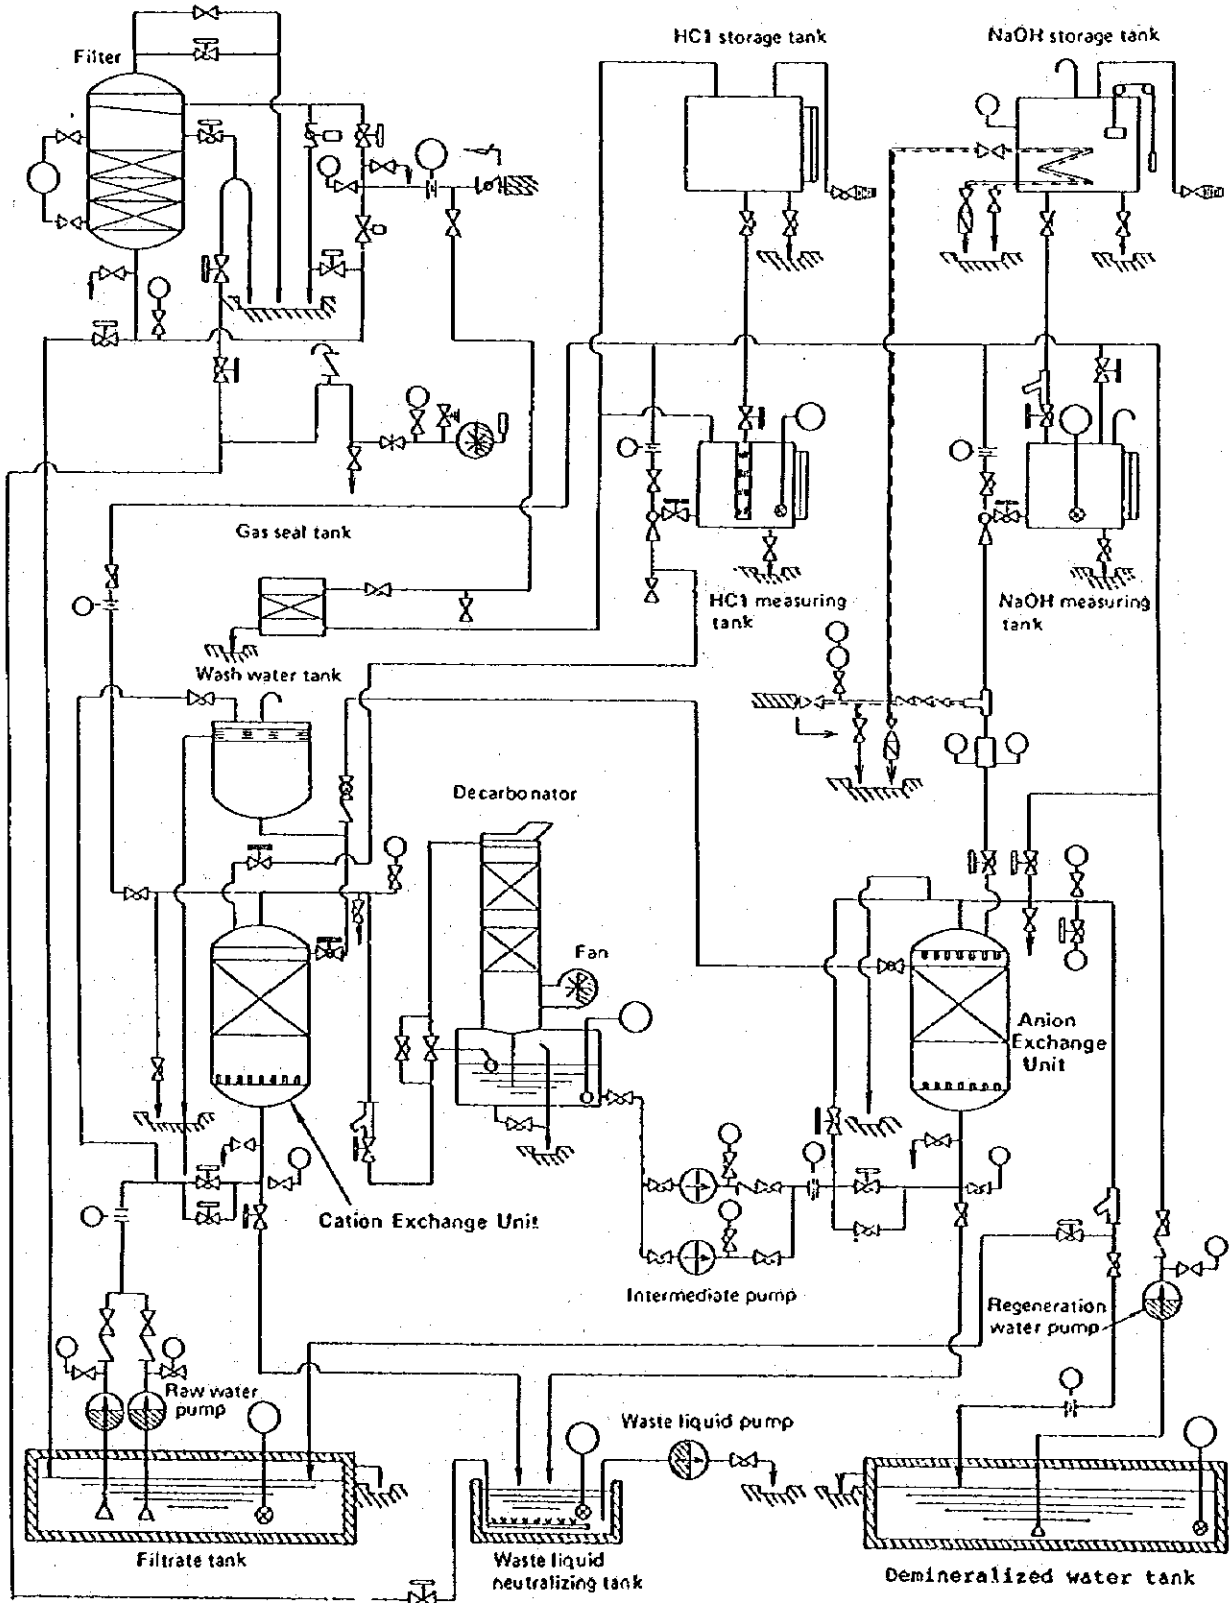 HCl storage tank
NaOH storage tank
Filter
Gas seal tank
HCl measuring
tank
NaOH measuring
tank
Wash water tank
Decarbonator
Fan
Anion
Exchange
Unit
Cation Exchange Unit
Intermediate pump
Regeneration
water pump
Raw water
pump
Waste liquid pump
Filtrate tank
Waste liquid
neutralizing tank
Demineralized water tank